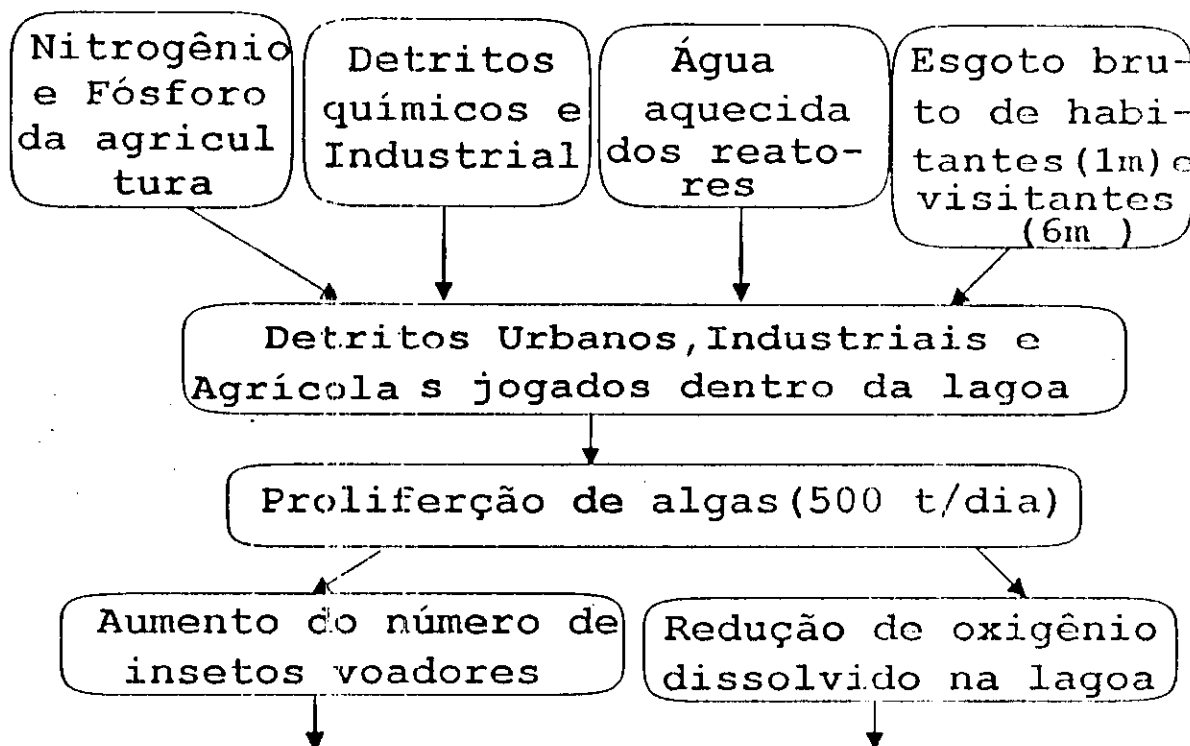 Nitrogênio
e Fósforo
da agricul
tura
Detritos
químicos e
Industrial
Água
aquecida
dos reato-
res
Esgoto bru-
to de habi-
tantes(1m)e
visitantes
(6m )
Detritos Urbanos,Industriais e
Agrícola s jogados dentro da lagoa
Proliferção de algas(500 t/dia)
Aumento do número de
insetos voadores
Redução de oxigênio
dissolvido na lagoa